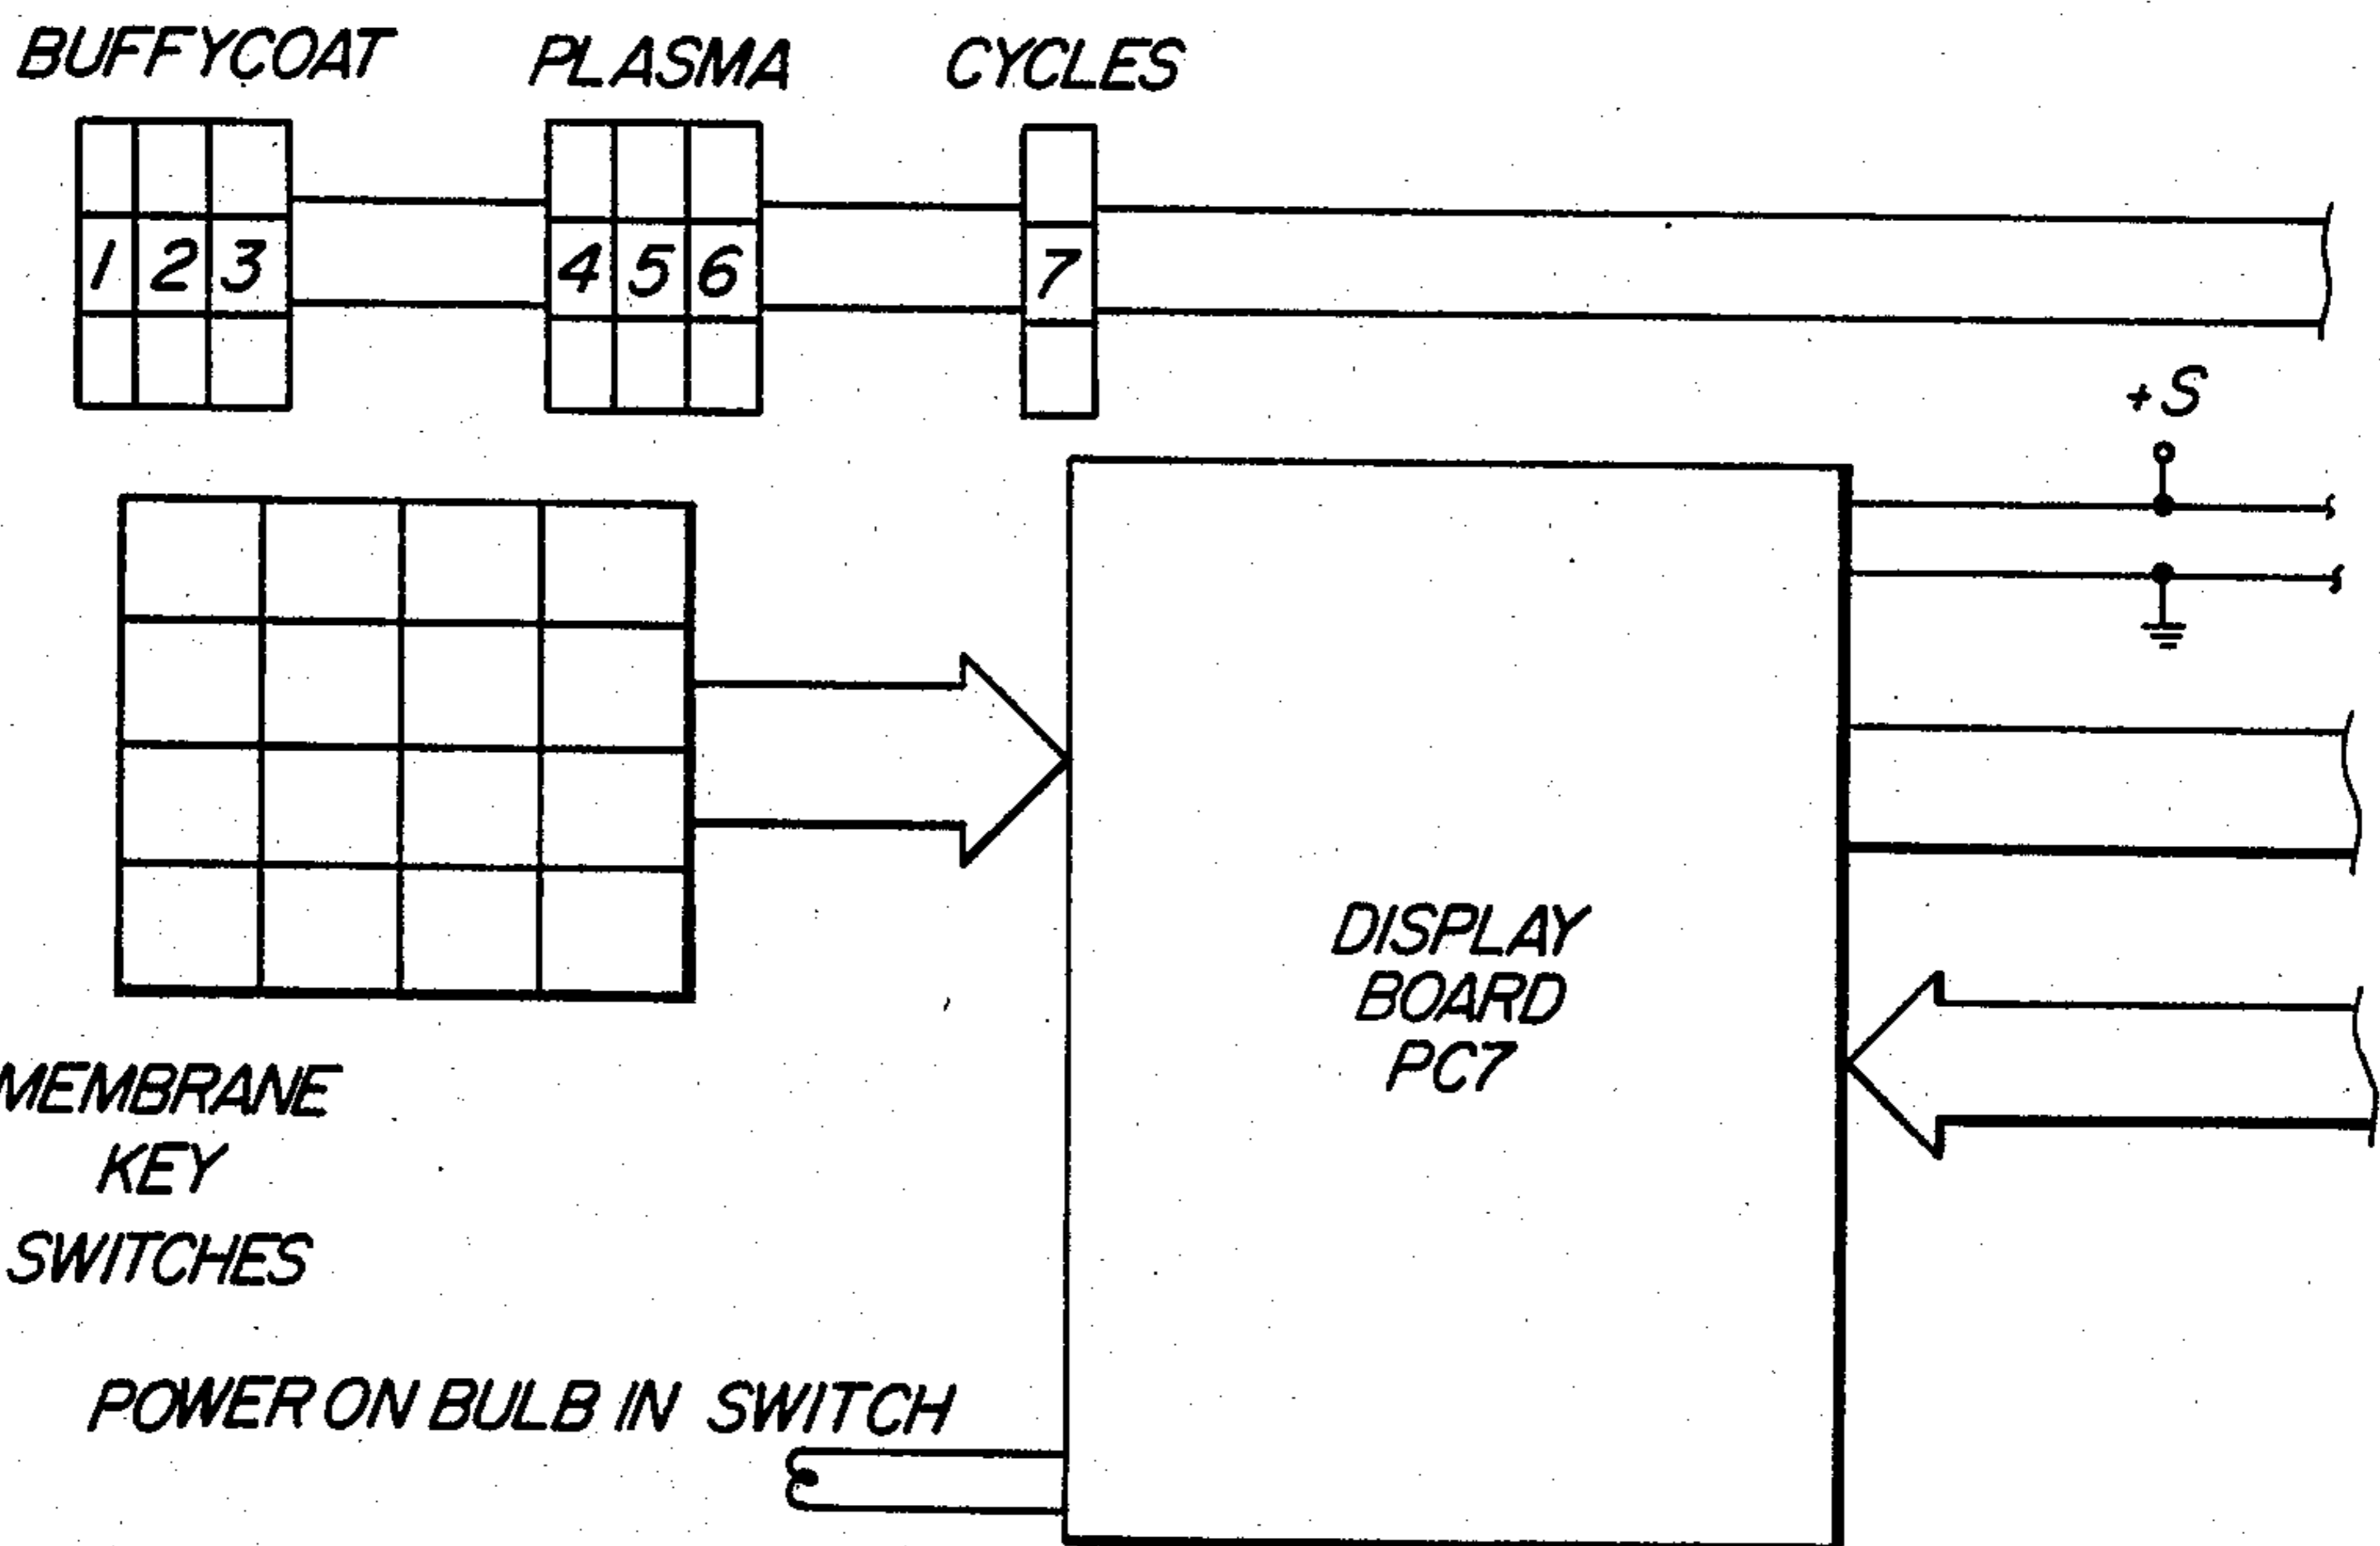 BUFFYCOAT PLASMA CYCLES
1 2 3 4 5 6 7
+S
DISPLAY
BOARD
PC7
MEMBRANE
KEY
SWITCHES
POWER ON BULB IN SWITCH